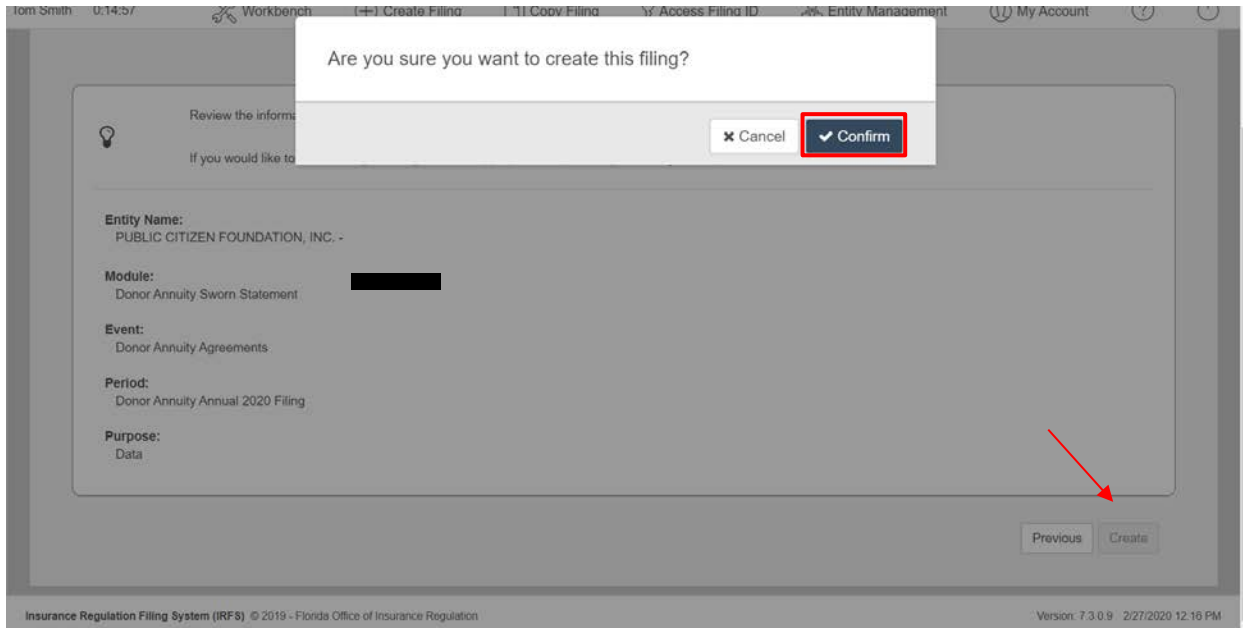 Tom Smith 0:14:57 Workbench Create Filing Copy Filing Access Filing ID Entity Management My Account ?
Are you sure you want to create this filing?
✖ Cancel ✔ Confirm
Review the informa
If you would like to
Entity Name:
PUBLIC CITIZEN FOUNDATION, INC. -
Module:
Donor Annuity Sworn Statement
Event:
Donor Annuity Agreements
Period:
Donor Annuity Annual 2020 Filing
Purpose:
Data
Previous Create
Insurance Regulation Filing System (IRFS) © 2019 - Florida Office of Insurance Regulation Version: 7.3.0.9 2/27/2020 12:16 PM